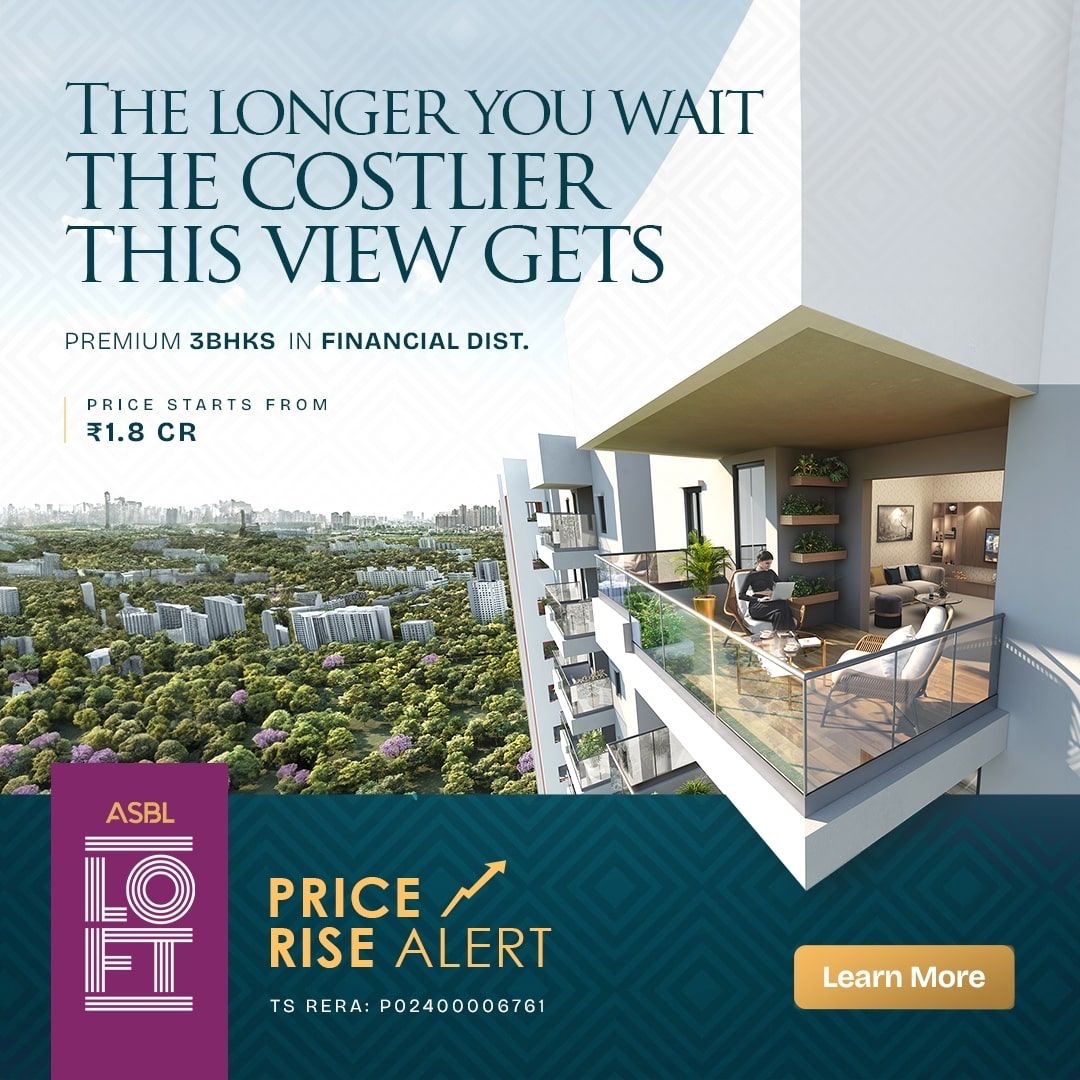 THE LONGER YOU WAIT
THE COSTLIER
THIS VIEW GETS
PREMIUM 3BHKS IN FINANCIAL DIST.
PRICE STARTS FROM
₹1.8 CR
ASBL
LO
FT
PRICE
RISE ALERT
TS RERA: P02400006761
Learn More